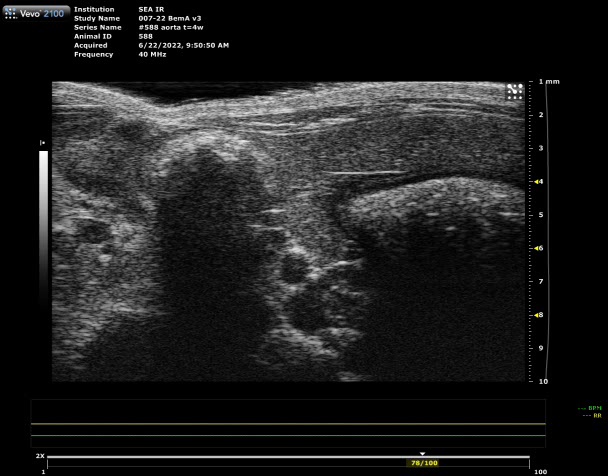 Vevo 2100
Institution SEA IR
Study Name 007-22 BemA v3
Series Name #588 aorta t=4w
Animal ID 588
Acquired 6/22/2022, 9:50:50 AM
Frequency 40 MHz
1 mm
2
3
4
5
6
7
8
9
10
--- BPM
--- RR
2X
78/100
1
100